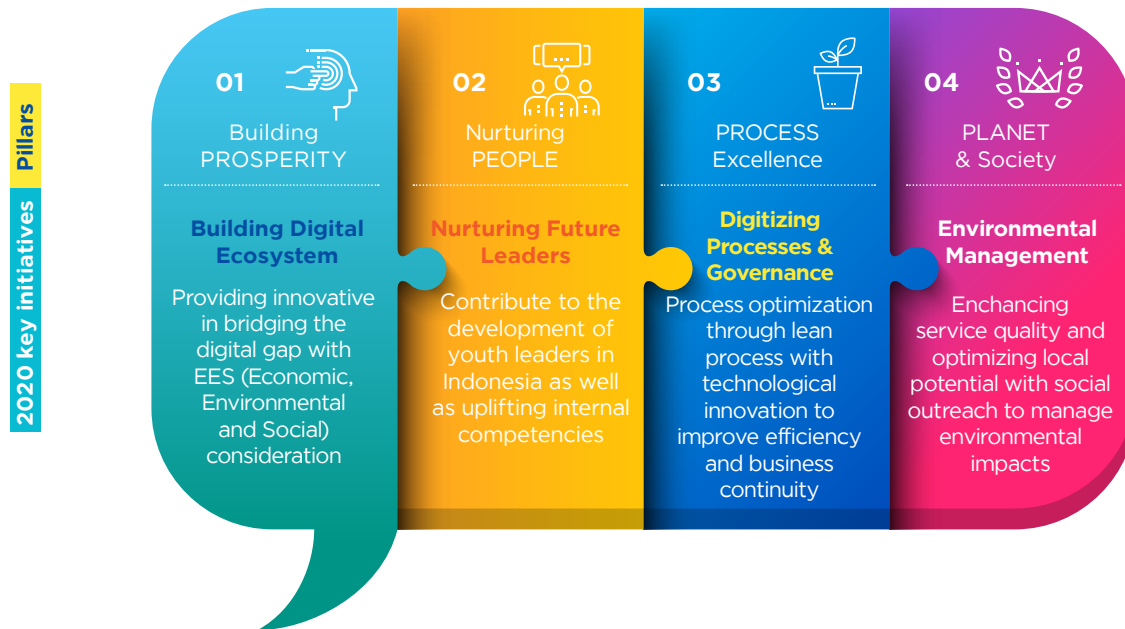 Pillars
2020 key initiatives
01
Building
PROSPERITY
Building Digital
Ecosystem
Providing innovative
in bridging the
digital gap with
EES (Economic,
Environmental
and Social)
consideration
02
Nurturing
PEOPLE
Nurturing Future
Leaders
Contribute to the
development of
youth leaders in
Indonesia as well
as uplifting internal
competencies
03
PROCESS
Excellence
Digitizing
Processes &
Governance
Process optimization
through lean
process with
technological
innovation to
improve efficiency
and business
continuity
04
PLANET
& Society
Environmental
Management
Enchancing
service quality and
optimizing local
potential with social
outreach to manage
environmental
impacts